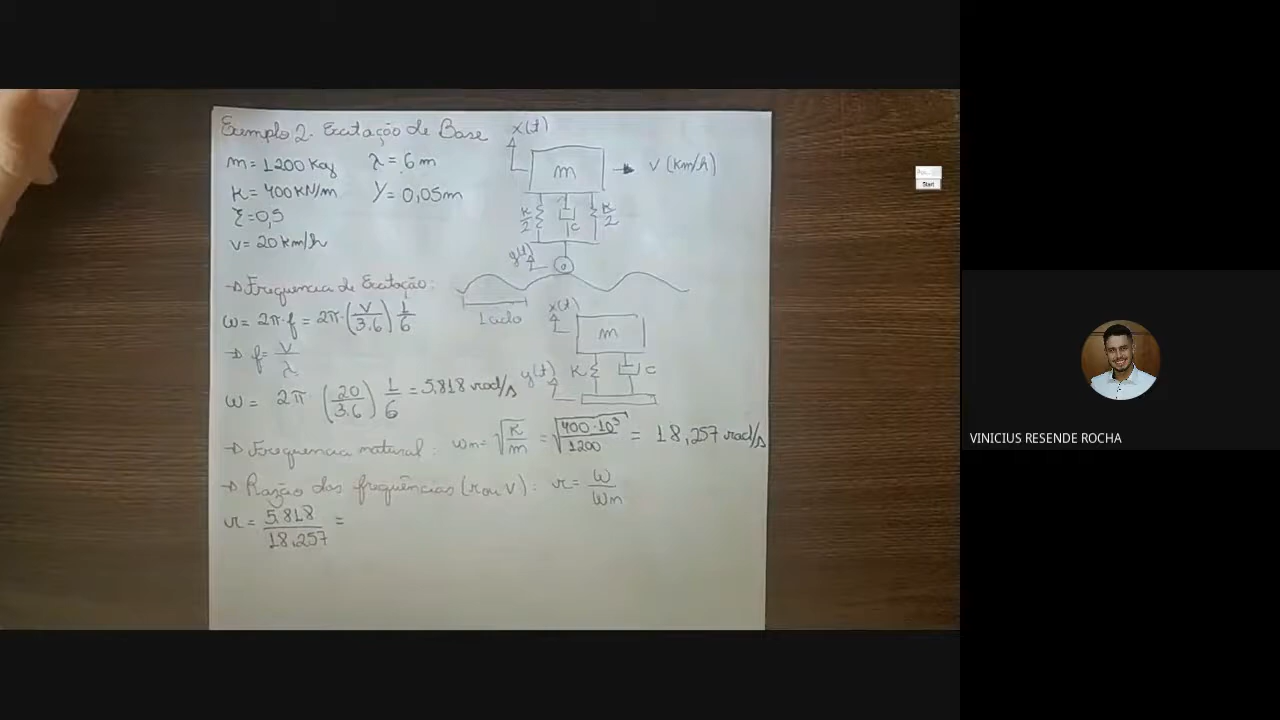 Exemplo 2- Excitação de Base
m = 1200 Kg
λ = 6 m
K = 400 KN/m
Y = 0,05 m
ξ = 0,5
v = 20 km/h
x(t)
m
V (Km/h)
K/2
C
K/2
y(t)
1 ciclo
→ Frequencia de Excitação:
ω = 2π·f = 2π·(V/3.6) 1/6
→ f = V/λ
ω = 2π (20/3.6) 1/6 = 5.818 rad/s
x(t)
m
K
C
y(t)
→ Frequencia natural: ωn = √(K/m) = √(400·10³/1200) = 18,257 rad/s
→ Razão das frequências (r ou V): r = ω/ωn
r = 5.818/18,257 =
Start
VINICIUS RESENDE ROCHA